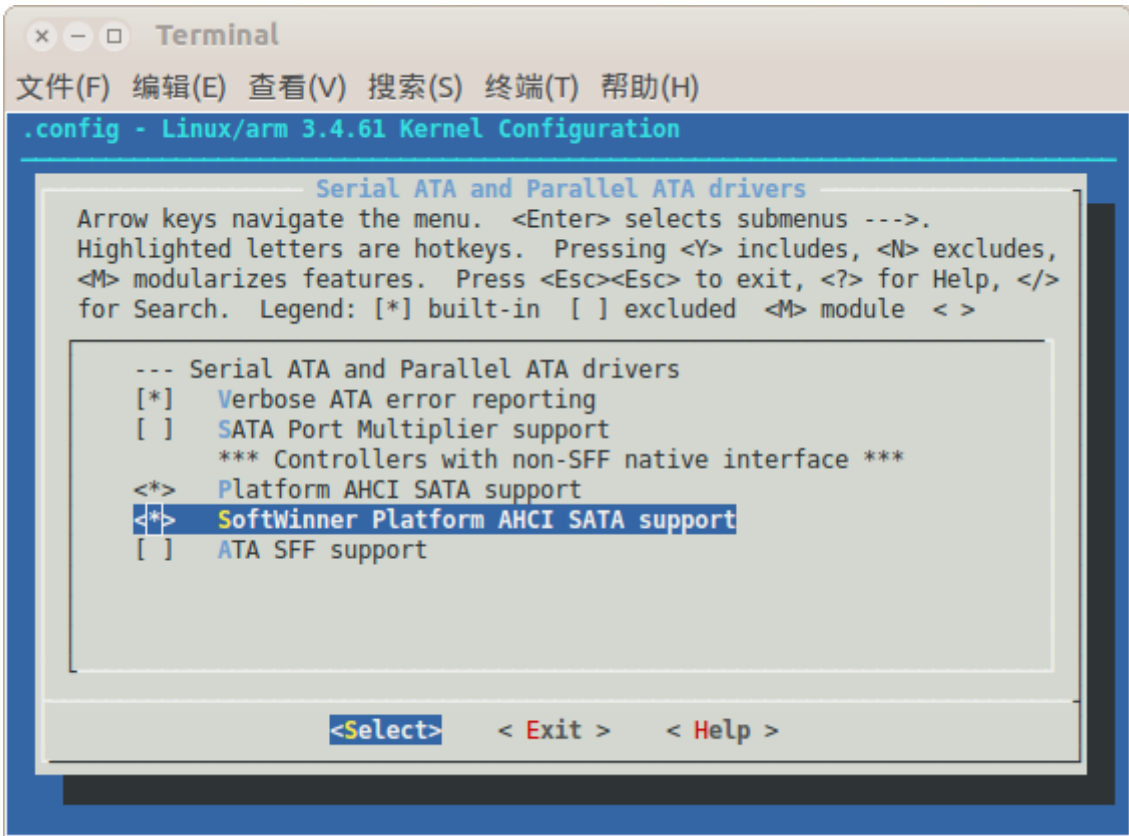 Terminal
文件(F) 编辑(E) 查看(V) 搜索(S) 终端(T) 帮助(H)
.config - Linux/arm 3.4.61 Kernel Configuration
Serial ATA and Parallel ATA drivers
Arrow keys navigate the menu.  <Enter> selects submenus --->.
Highlighted letters are hotkeys.  Pressing <Y> includes, <N> excludes,
<M> modularizes features.  Press <Esc><Esc> to exit, <?> for Help, </>
for Search.  Legend: [*] built-in  [ ] excluded  <M> module  < >
--- Serial ATA and Parallel ATA drivers
[*]   Verbose ATA error reporting
[ ]   SATA Port Multiplier support
*** Controllers with non-SFF native interface ***
<*>   Platform AHCI SATA support
<*>   SoftWinner Platform AHCI SATA support
[ ]   ATA SFF support
<Select>    < Exit >    < Help >